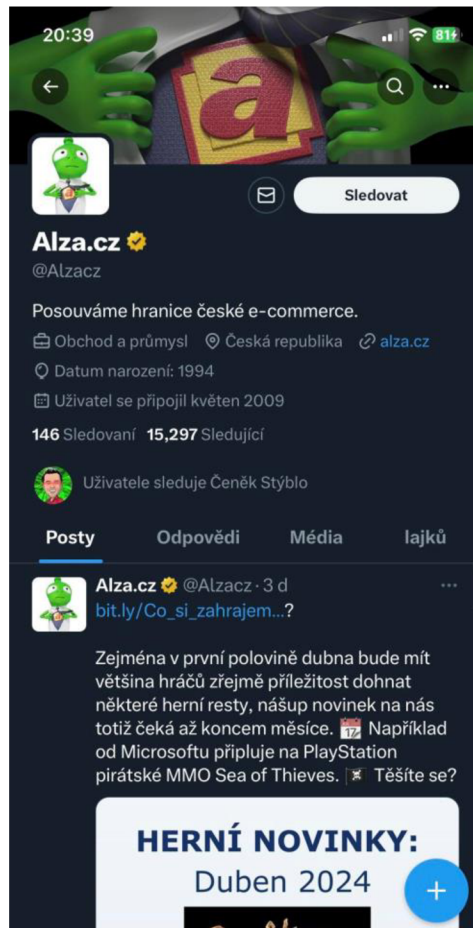 20:39
81
a
Sledovat
Alza.cz
@Alzacz
Posouváme hranice české e-commerce.
Obchod a průmysl Česká republika alza.cz
Datum narození: 1994
Uživatel se připojil květen 2009
146 Sledovaní 15,297 Sledující
Uživatele sleduje Čeněk Stýblo
Posty Odpovědi Média lajků
Alza.cz @Alzacz · 3 d
bit.ly/Co_si_zahrajem...?
Zejména v první polovině dubna bude mít
většina hráčů zřejmě příležitost dohnat
některé herní resty, nášup novinek na nás
totiž čeká až koncem měsíce. 📆 Například
od Microsoftu připluje na PlayStation
pirátské MMO Sea of Thieves. 🏴‍☠️ Těšíte se?
HERNÍ NOVINKY:
Duben 2024